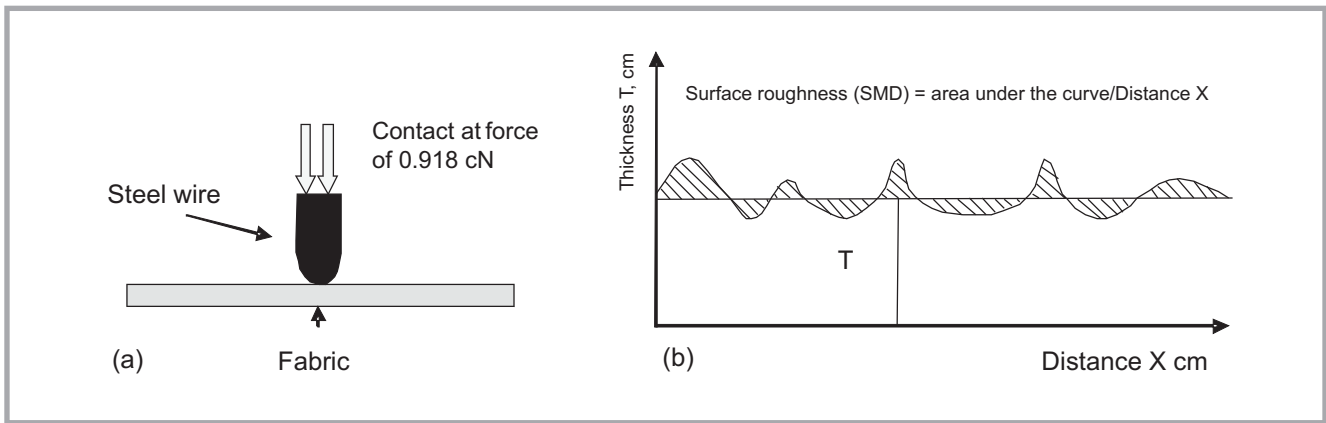 Contact at force
of 0.918 cN
Steel wire
(a)
Fabric
Thickness T, cm
Surface roughness (SMD) = area under the curve/Distance X
T
(b)
Distance X cm